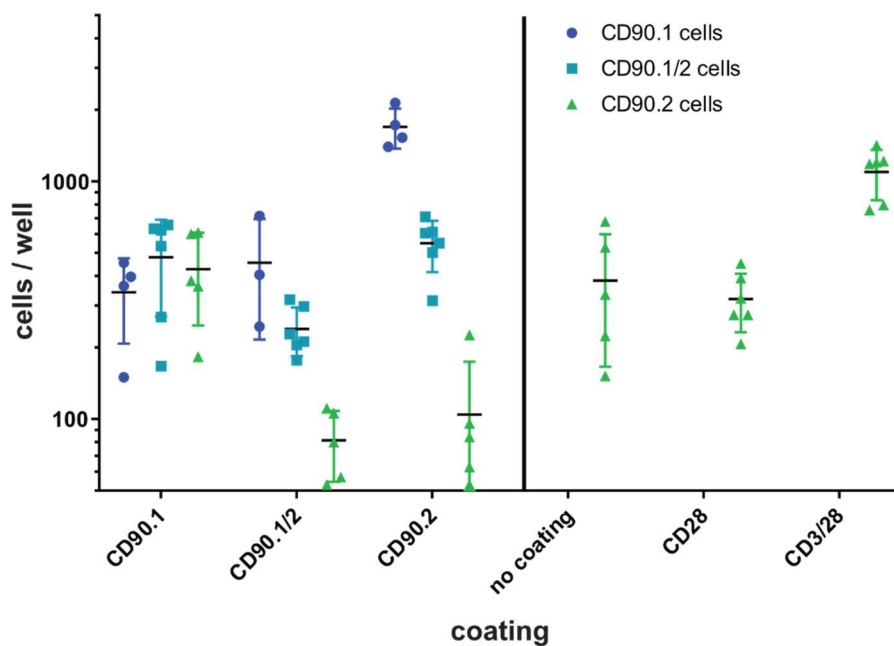 CD90.1 cells
CD90.1/2 cells
CD90.2 cells
cells / well
1000
100
CD90.1
CD90.1/2
CD90.2
no coating
CD28
CD3/28
coating